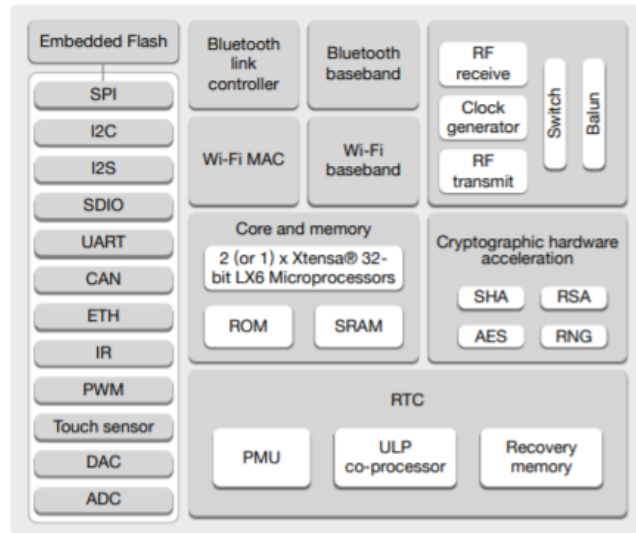 Embedded Flash
SPI
I2C
I2S
SDIO
UART
CAN
ETH
IR
PWM
Touch sensor
DAC
ADC
Bluetooth
link
controller
Bluetooth
baseband
Wi-Fi MAC
Wi-Fi
baseband
RF
receive
Clock
generator
RF
transmit
Switch
Balun
Core and memory
2 (or 1) x Xtensa® 32-
bit LX6 Microprocessors
ROM
SRAM
Cryptographic hardware
acceleration
SHA
RSA
AES
RNG
RTC
PMU
ULP
co-processor
Recovery
memory